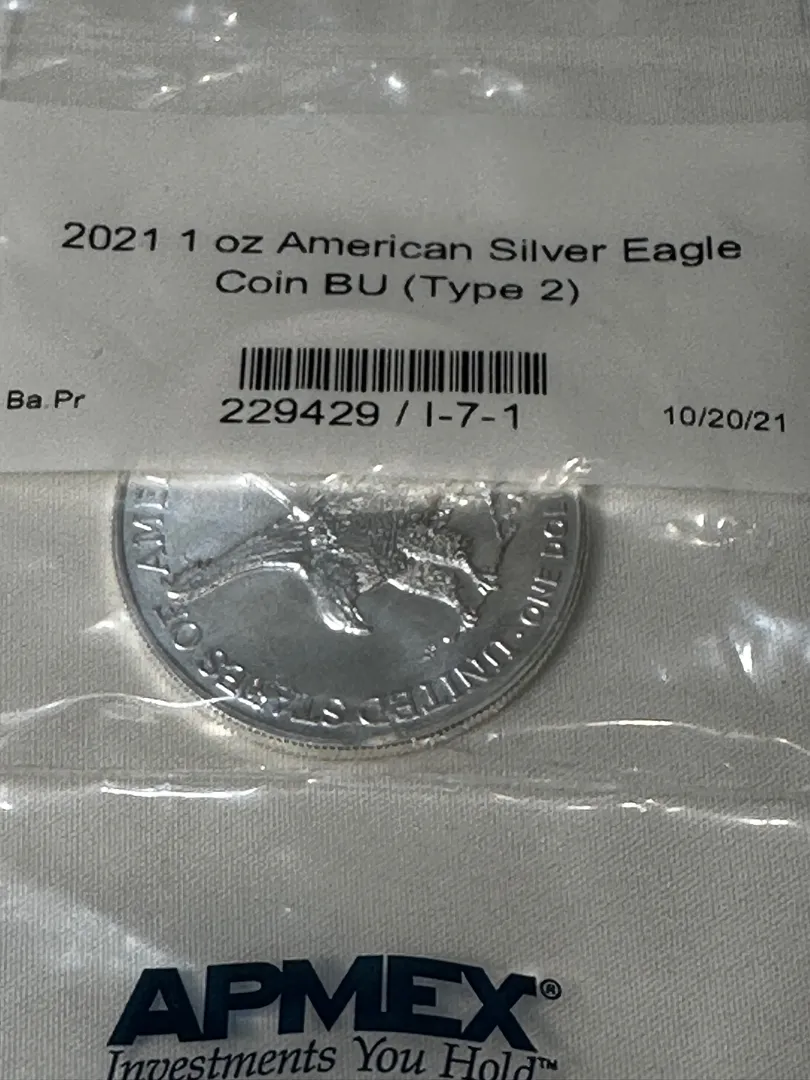 2021 1 oz American Silver Eagle
Coin BU (Type 2)
Ba.Pr
229429 / I-7-1
10/20/21
AME
OF
STATES
UNITED
· ONE DOL
APMEX®
Investments You Hold™